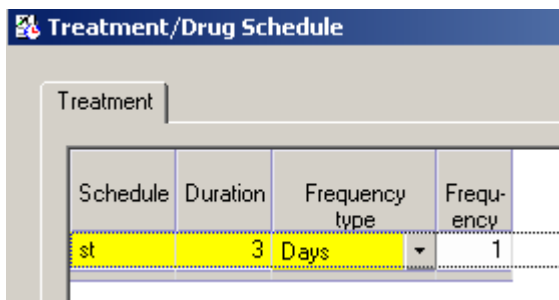 Treatment/Drug Schedule
Treatment
Schedule Duration Frequency type Frequ-ency
st 3 Days 1